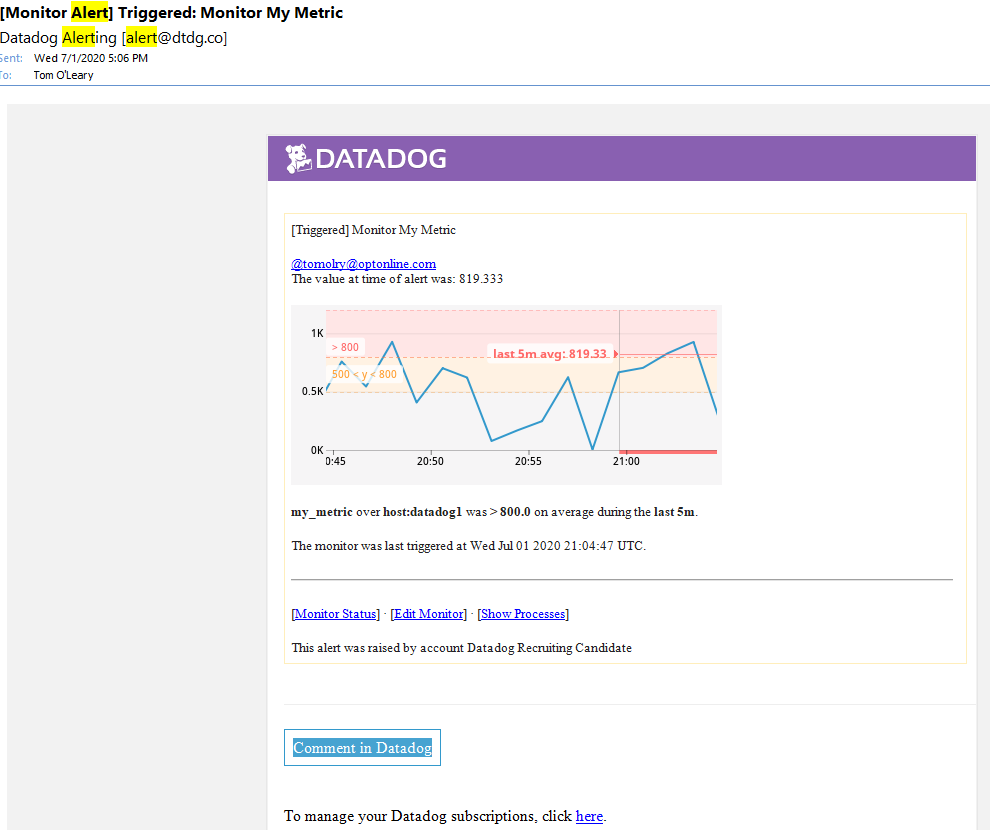 [Monitor Alert] Triggered: Monitor My Metric
Datadog Alerting [alert@dtdg.co]
Sent: Wed 7/1/2020 5:06 PM
To: Tom O'Leary
DATADOG
[Triggered] Monitor My Metric
@tomolry@optonline.com
The value at time of alert was: 819.333
1K
> 800
last 5m avg: 819.33
500 < y < 800
0.5K
0K
0:45 20:50 20:55 21:00
my_metric over host:datadog1 was > 800.0 on average during the last 5m.
The monitor was last triggered at Wed Jul 01 2020 21:04:47 UTC.
[Monitor Status] · [Edit Monitor] · [Show Processes]
This alert was raised by account Datadog Recruiting Candidate
Comment in Datadog
To manage your Datadog subscriptions, click here.